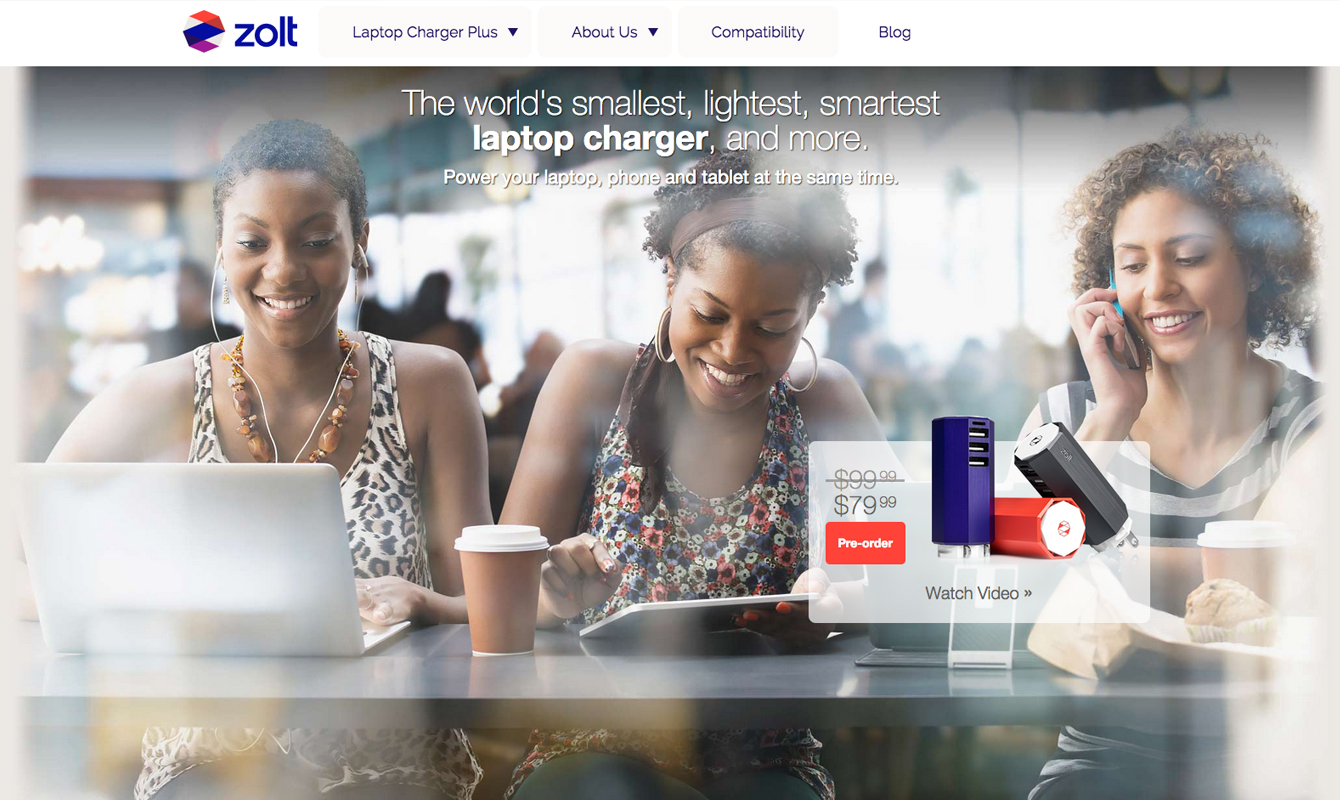 zolt
Laptop Charger Plus ▼
About Us ▼
Compatibility
Blog
The world's smallest, lightest, smartest
laptop charger, and more.
Power your laptop, phone and tablet at the same time.
$99.99
$79.99
Pre-order
zolt
Watch Video »